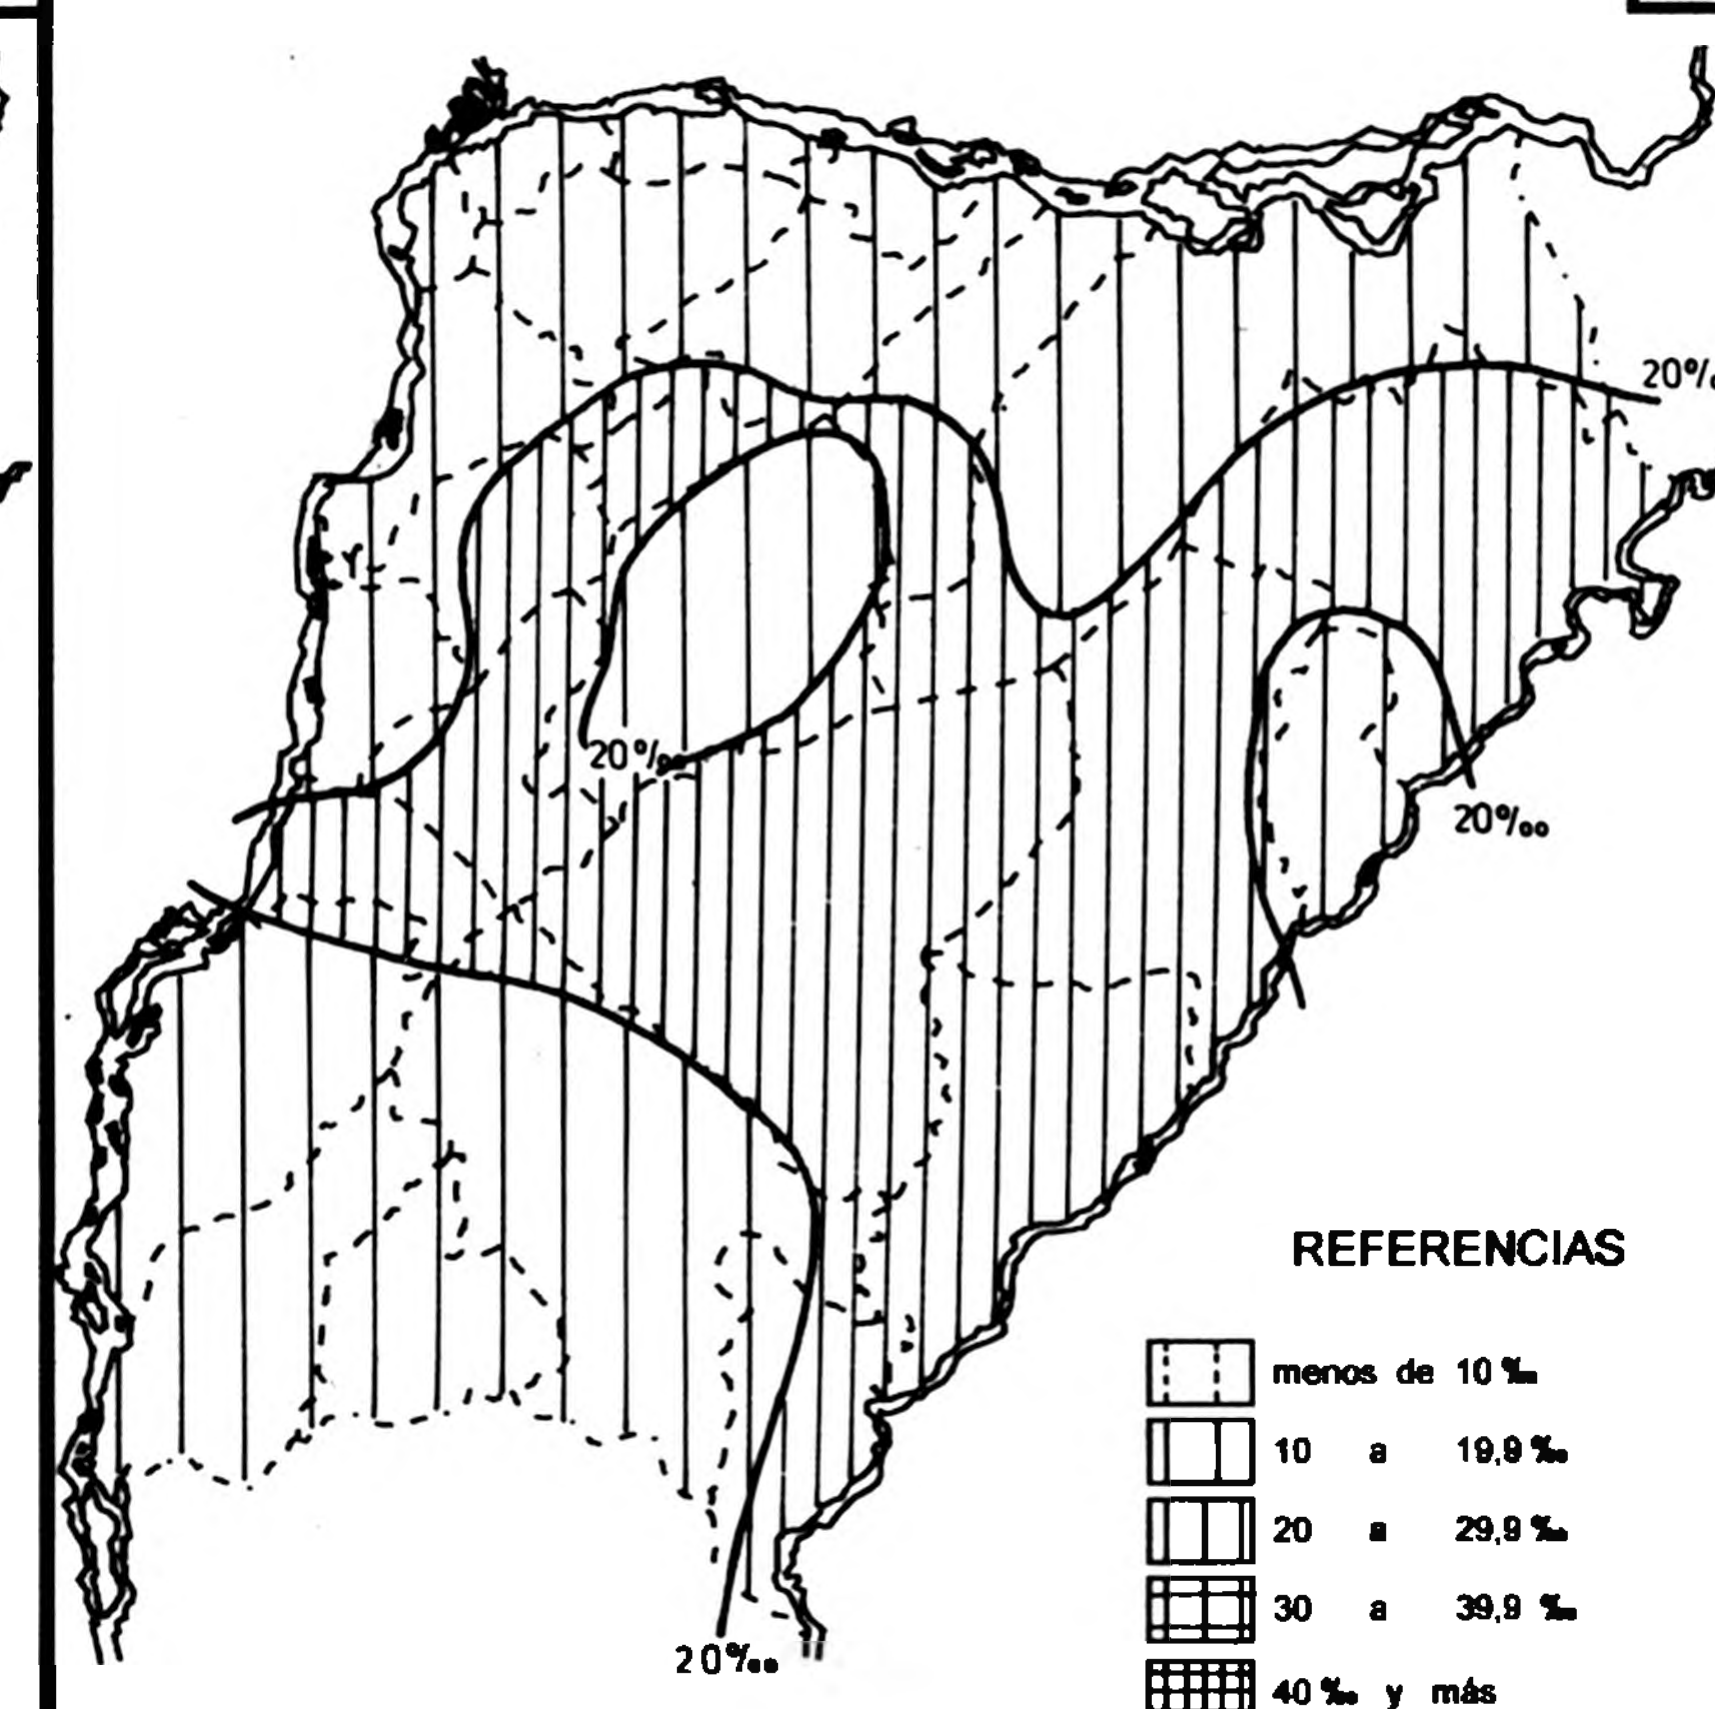 20‰
20‰
20‰
20‰
REFERENCIAS
menos de 10 ‰
10 a 19,9 ‰
20 a 29,9 ‰
30 a 39,9 ‰
40 ‰ y más